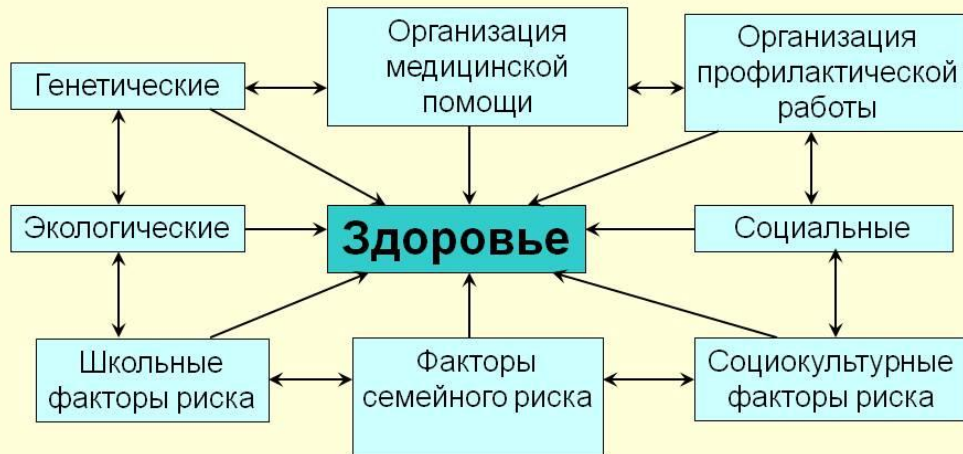 Генетические
Организация
медицинской
помощи
Организация
профилактической
работы
Экологические
Здоровье
Социальные
Школьные
факторы риска
Факторы
семейного риска
Социокультурные
факторы риска